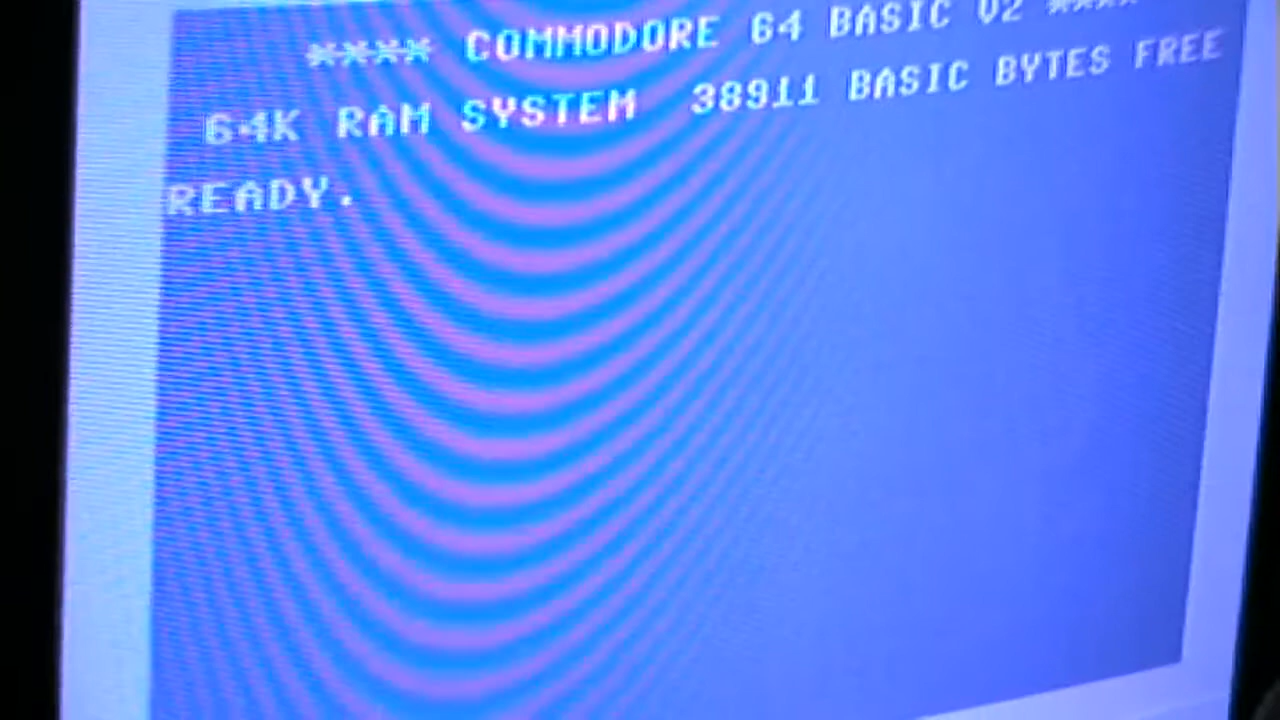 **** COMMODORE 64 BASIC V2 ****
64K RAM SYSTEM 38911 BASIC BYTES FREE
READY.